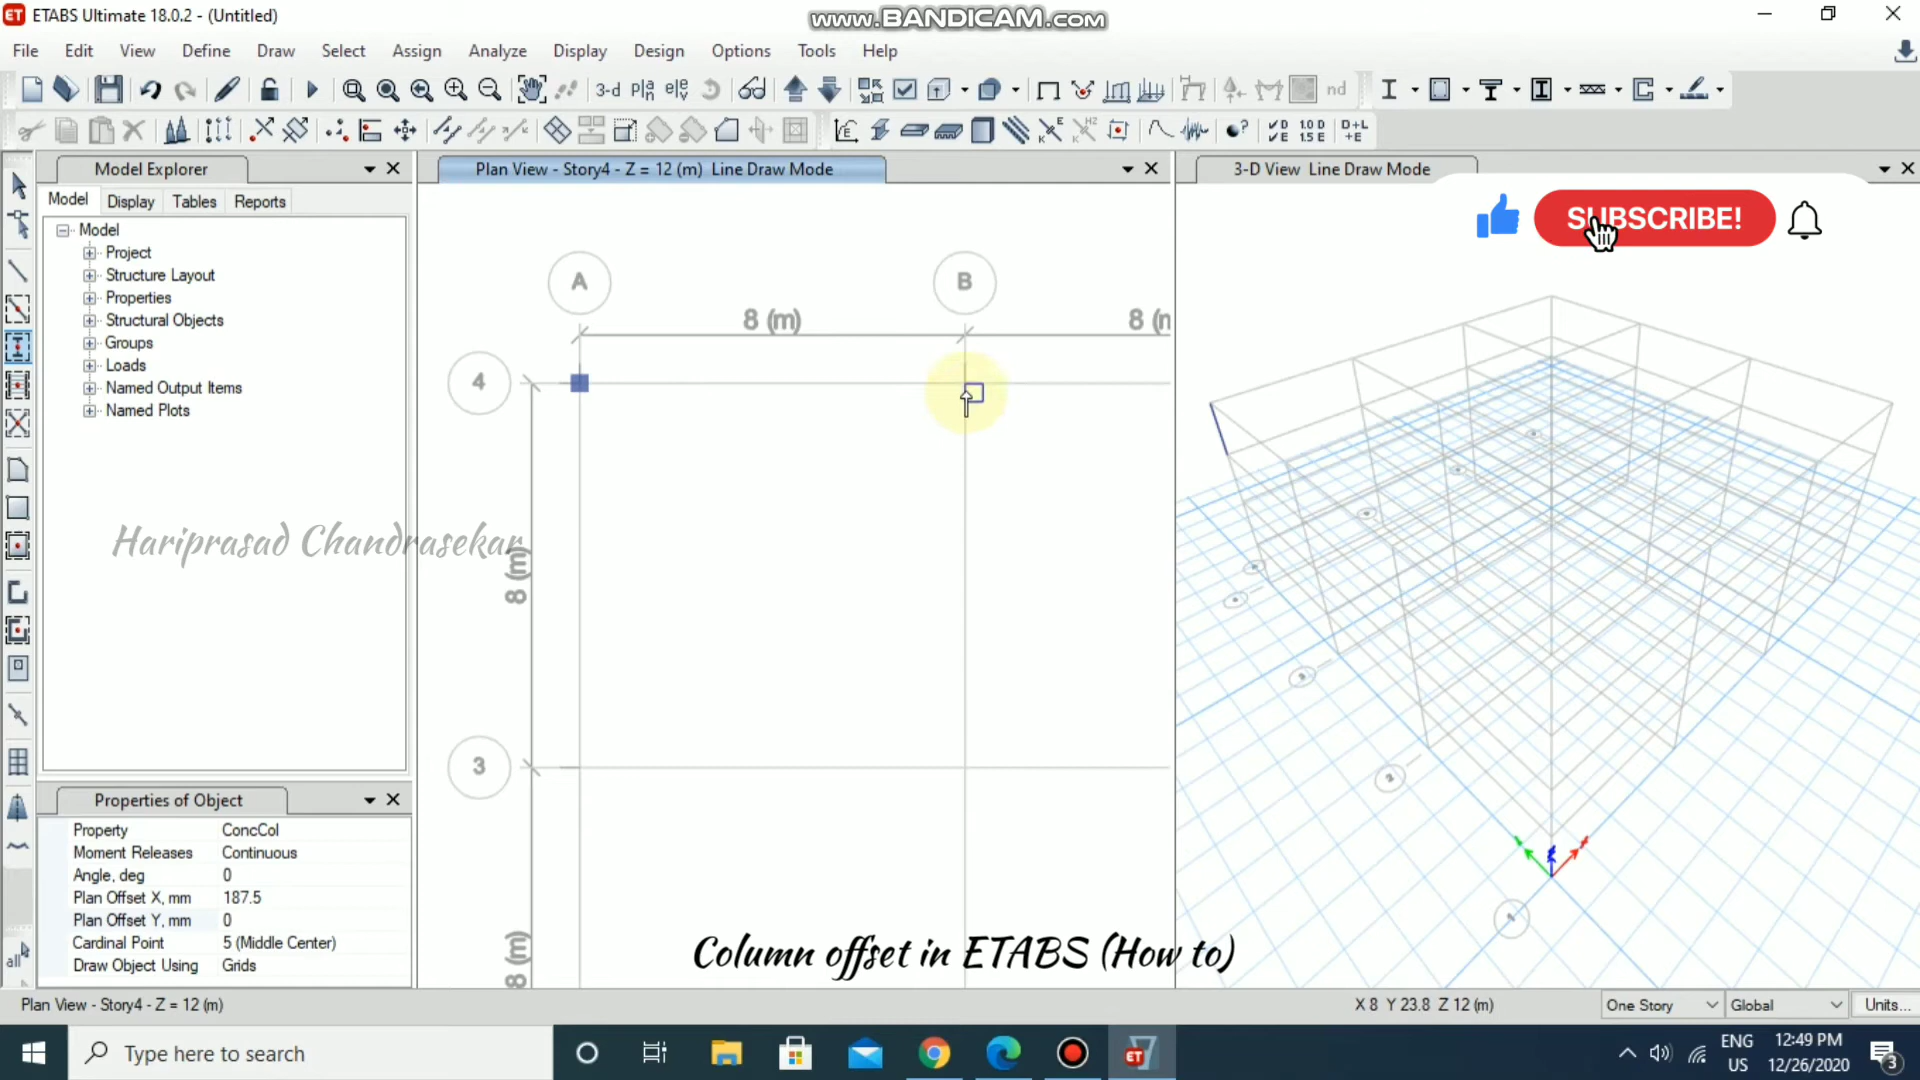 ETABS Ultimate 18.0.2 - (Untitled)
www.BANDICAM.com
File Edit View Define Draw Select Assign Analyze Display Design Options Tools Help
3-d
nd
Model Explorer
Plan View - Story4 - Z = 12 (m) Line Draw Mode
3-D View Line Draw Mode
Model Display Tables Reports
SUBSCRIBE!
Model
Project
Structure Layout
Properties
Structural Objects
Groups
Loads
Named Output Items
Named Plots
A
B
8 (m)
8 (m
4
3
8 (m)
8 (m)
Hariprasad Chandrasekar
Properties of Object
Property ConcCol
Moment Releases Continuous
Angle, deg 0
Plan Offset X, mm 187.5
Plan Offset Y, mm 0
Cardinal Point 5 (Middle Center)
Draw Object Using Grids
all
Column offset in ETABS (How to)
Plan View - Story4 - Z = 12 (m)
X 8 Y 23.8 Z 12 (m)
One Story
Global
Units...
Type here to search
ENG
US
12:49 PM
12/26/2020
3